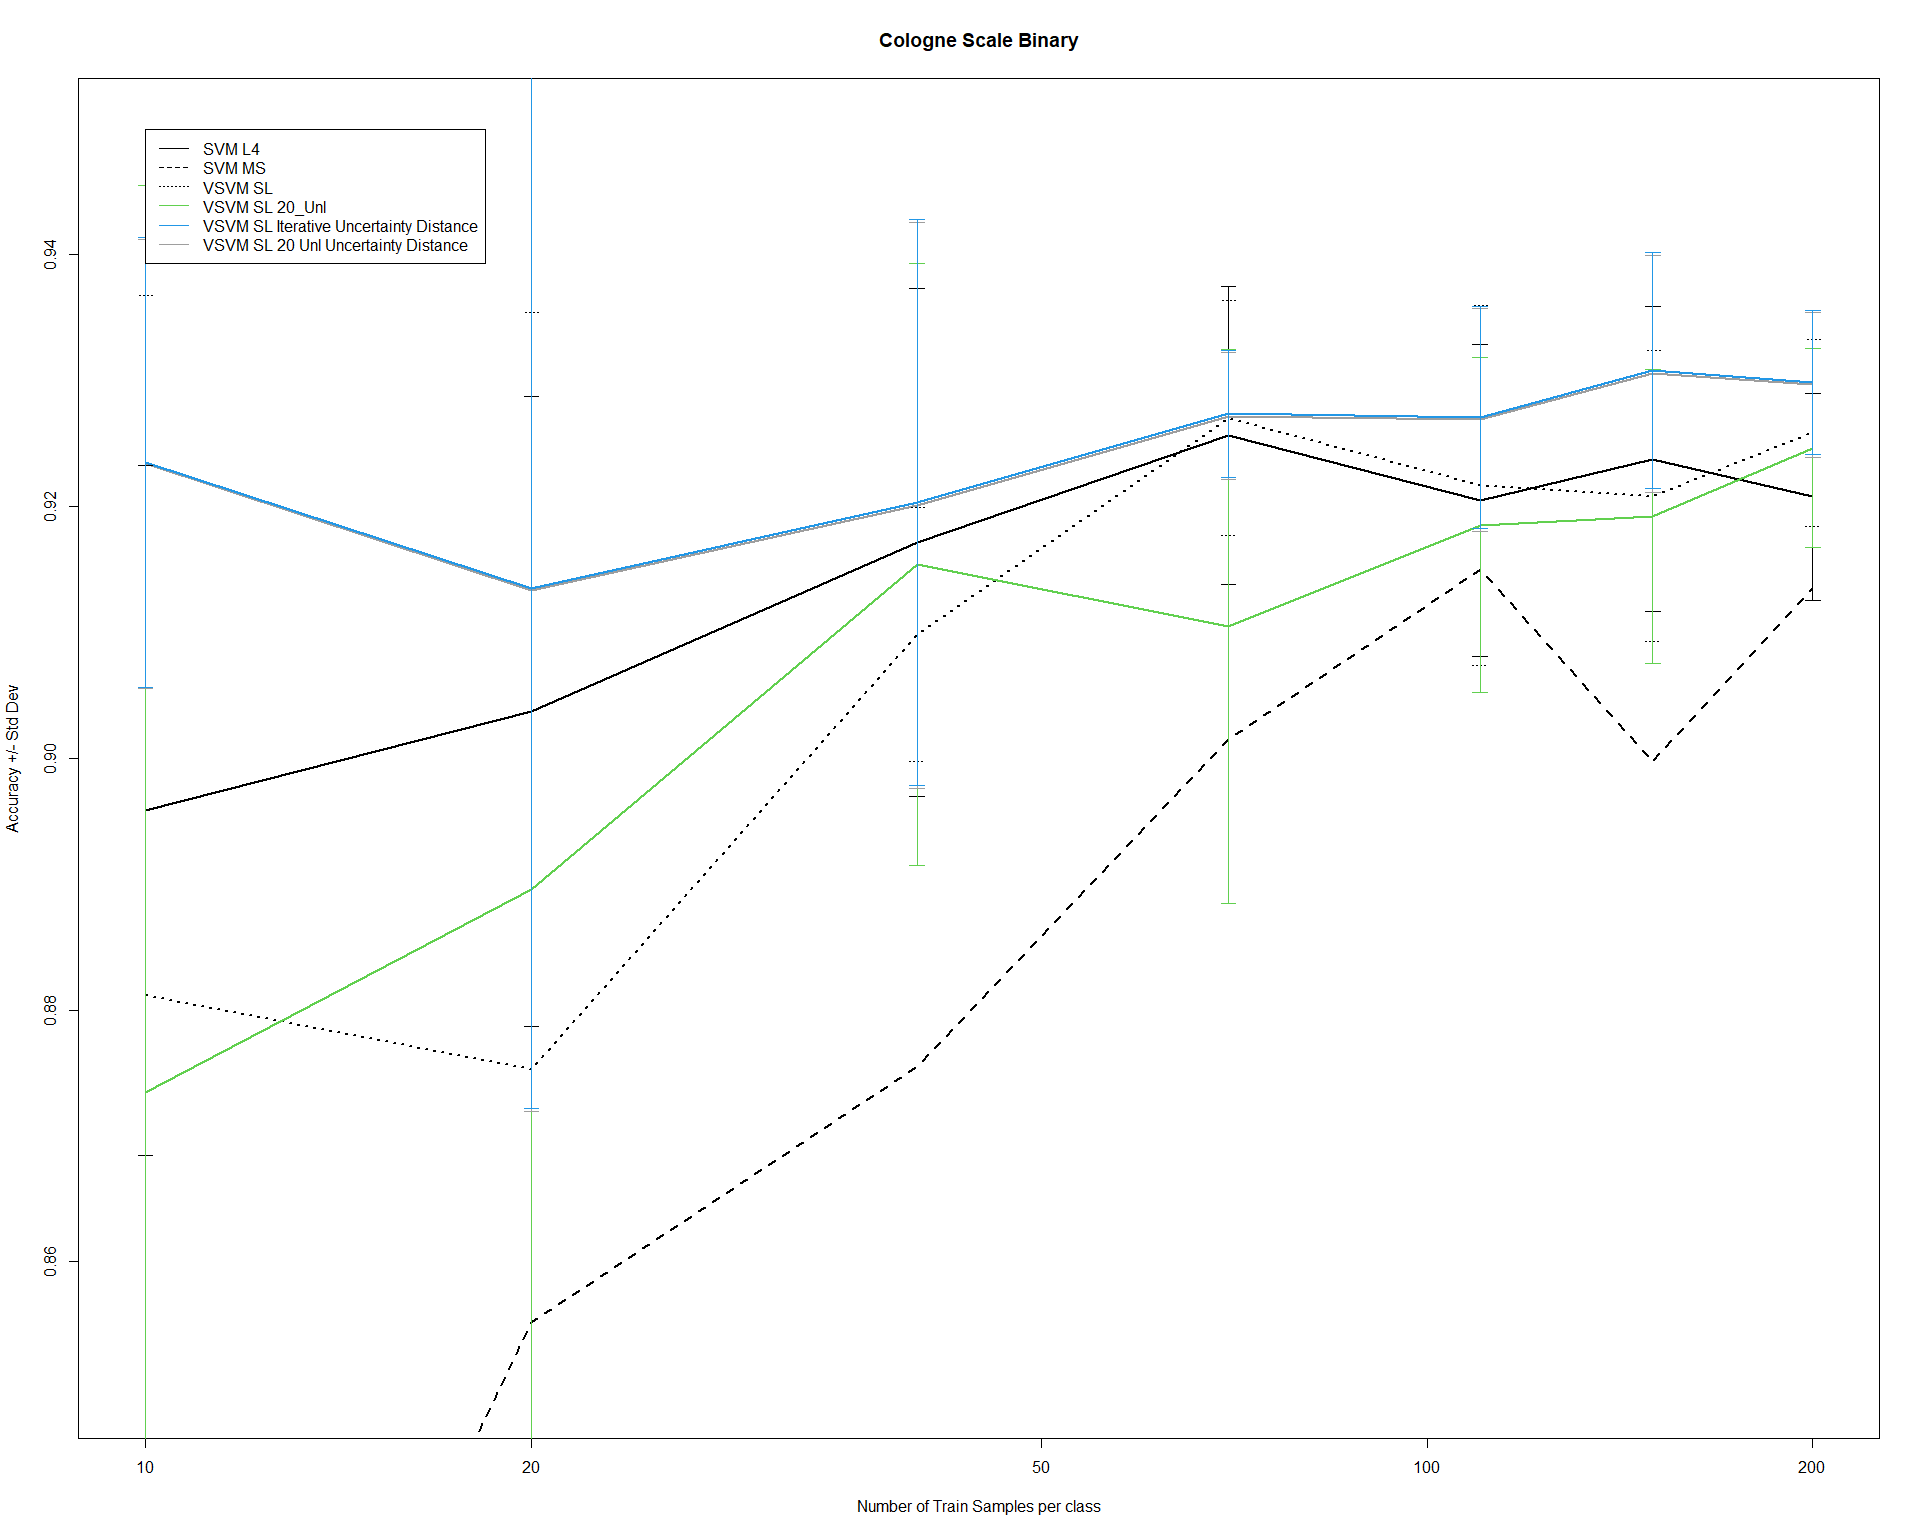 Cologne Scale Binary
SVM L4
SVM MS
VSVM SL
VSVM SL 20_Unl
VSVM SL Iterative Uncertainty Distance
VSVM SL 20 Unl Uncertainty Distance
0.94
0.92
0.90
0.88
0.86
Accuracy +/- Std Dev
10 20 50 100 200
Number of Train Samples per class